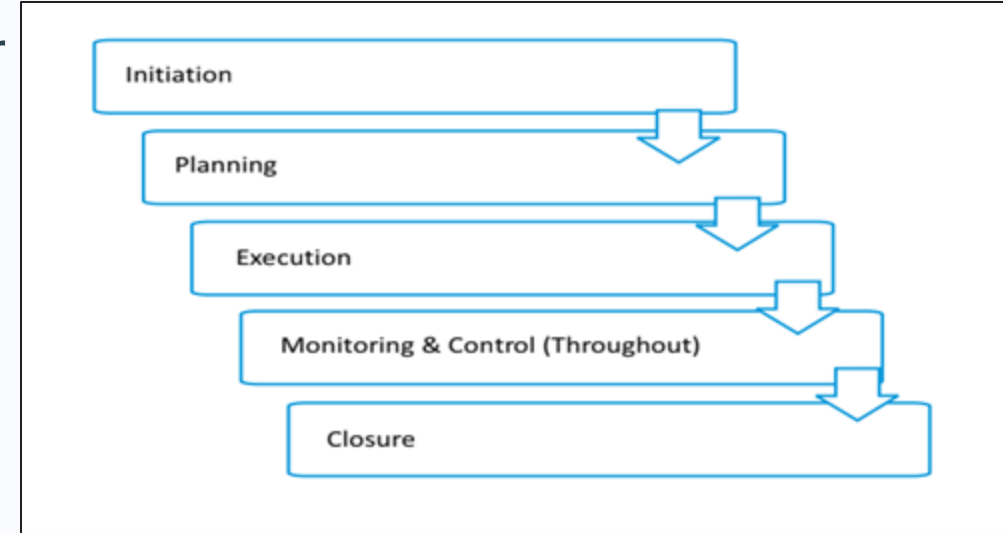 Initiation
Planning
Execution
Monitoring & Control (Throughout)
Closure